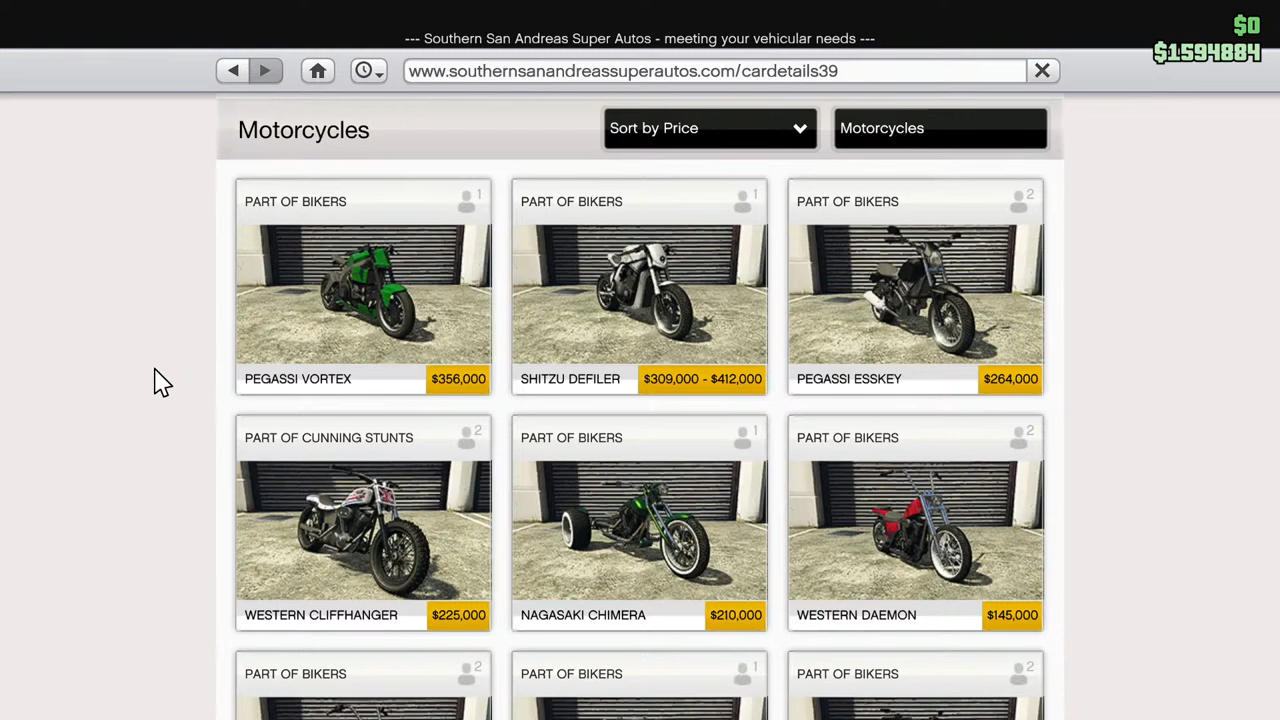 --- Southern San Andreas Super Autos - meeting your vehicular needs ---
$0
$1594884
www.southernsanandreassuperautos.com/cardetails39
Motorcycles
Sort by Price
Motorcycles
PART OF BIKERS
1
PART OF BIKERS
1
PART OF BIKERS
2
PEGASSI VORTEX
$356,000
SHITZU DEFILER
$309,000 - $412,000
PEGASSI ESSKEY
$264,000
PART OF CUNNING STUNTS
2
PART OF BIKERS
1
PART OF BIKERS
2
WESTERN CLIFFHANGER
$225,000
NAGASAKI CHIMERA
$210,000
WESTERN DAEMON
$145,000
PART OF BIKERS
2
PART OF BIKERS
1
PART OF BIKERS
2